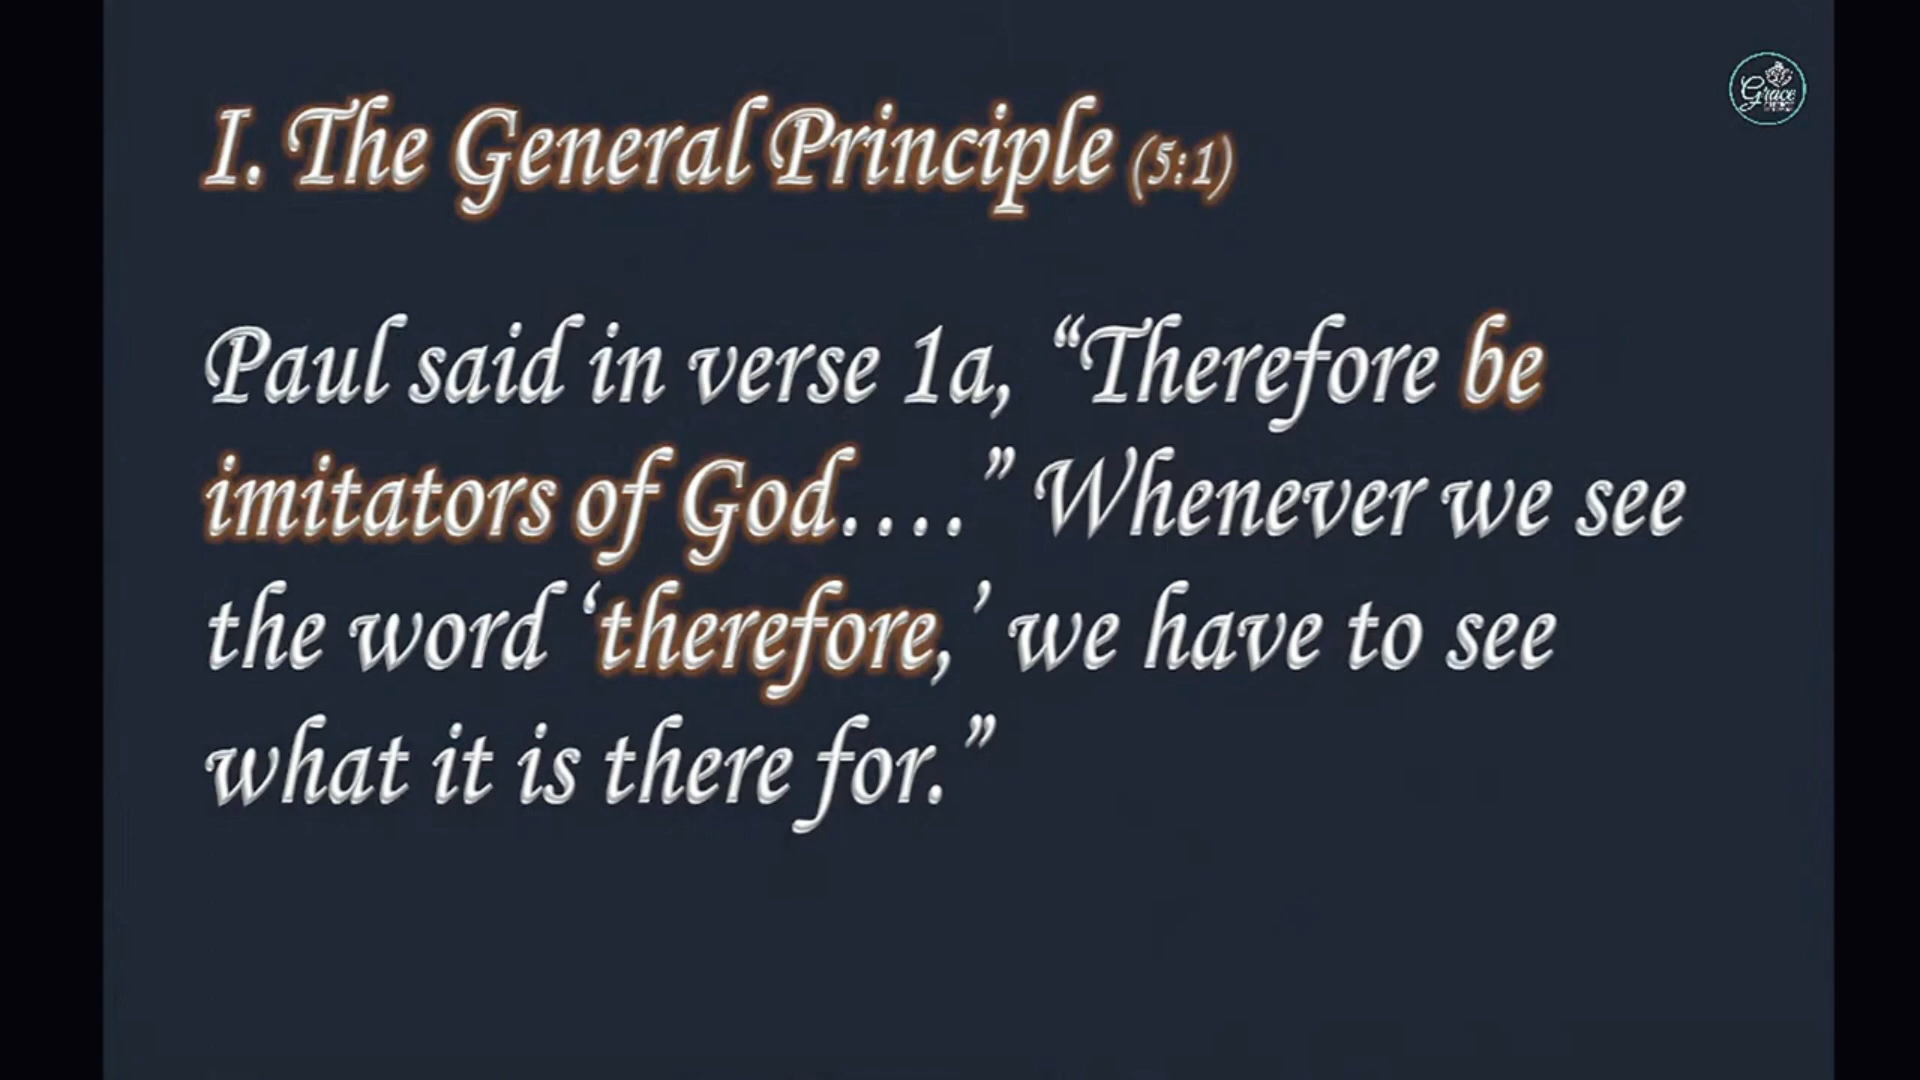 I. The General Principle (5:1)
Grace
Paul said in verse 1a, “Therefore be
imitators of God….” Whenever we see
the word ‘therefore,’ we have to see
what it is there for.”